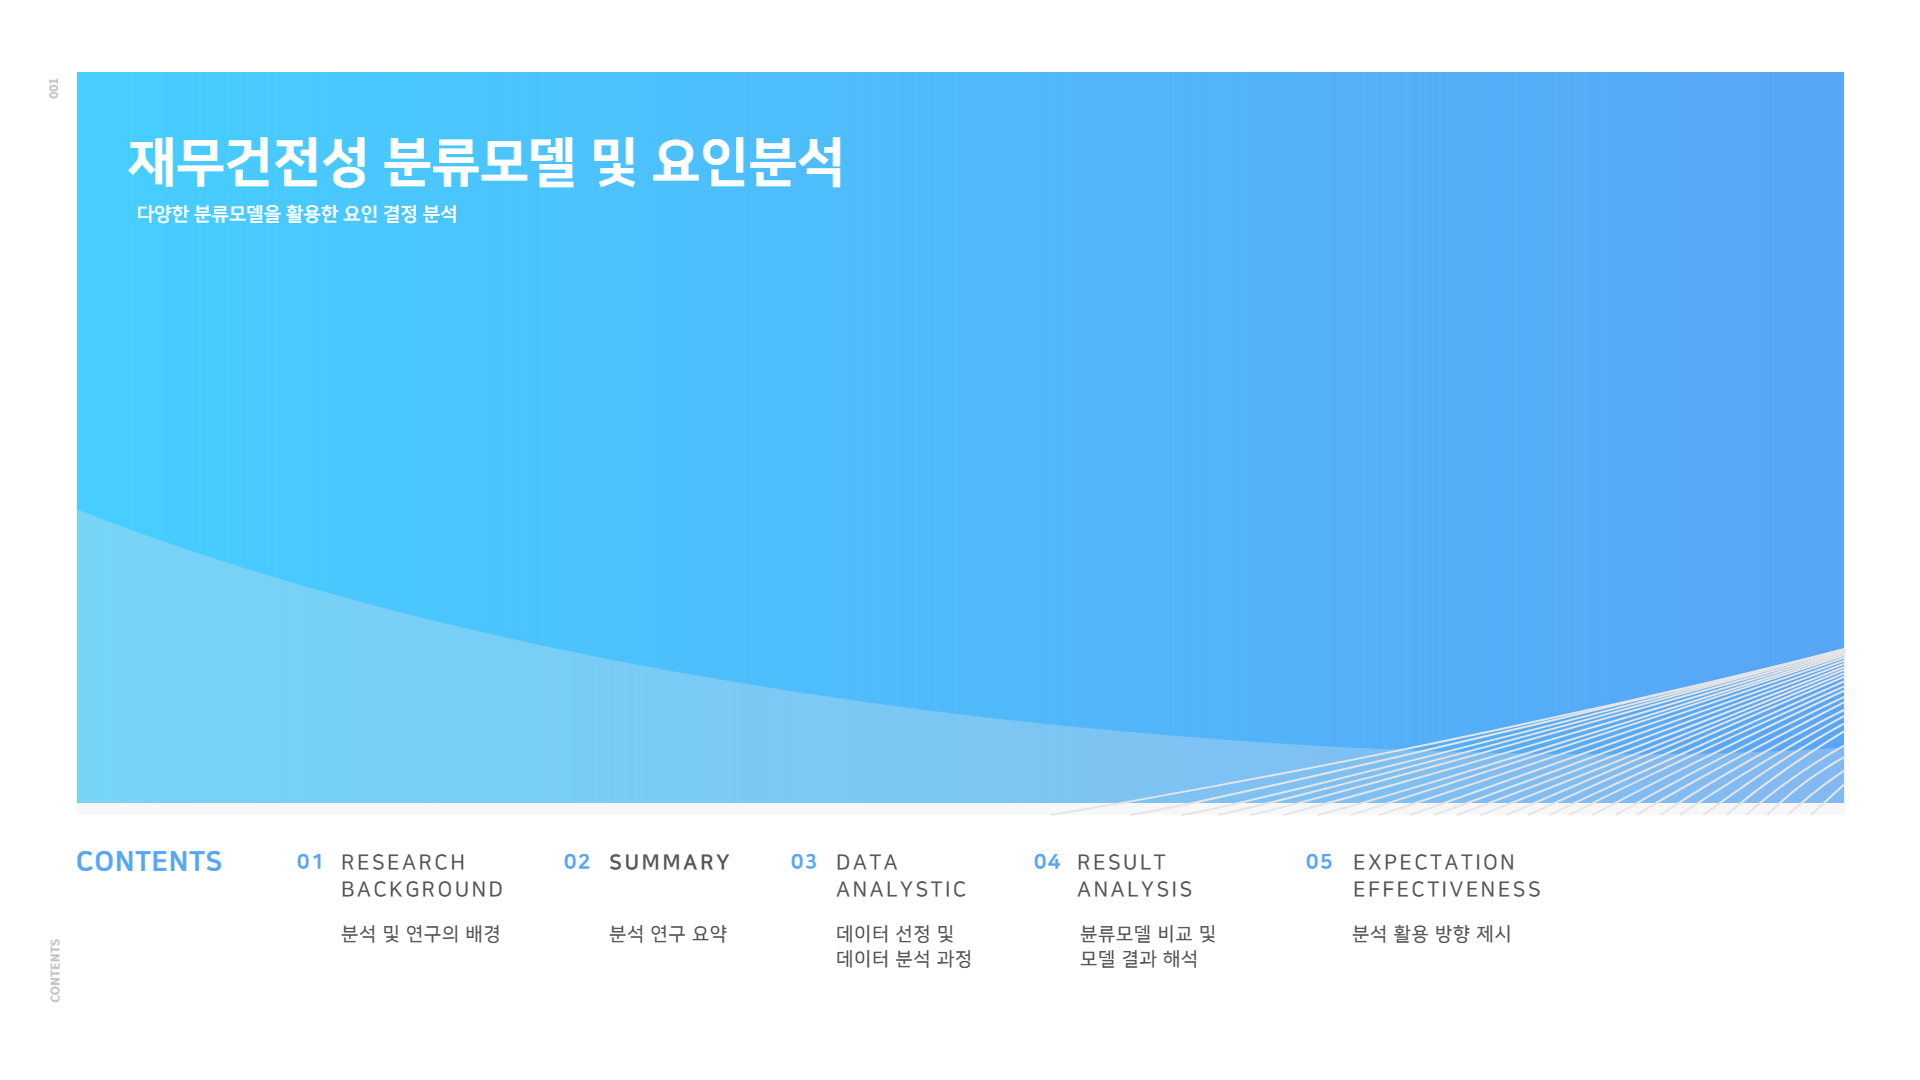 001
재무건전성 분류모델 및 요인분석
다양한 분류모델을 활용한 요인 결정 분석
CONTENTS
01 RESEARCH
BACKGROUND
분석 및 연구의 배경
02 SUMMARY
분석 연구 요약
03 DATA
ANALYSTIC
데이터 선정 및
데이터 분석 과정
04 RESULT
ANALYSIS
뷴류모델 비교 및
모델 결과 해석
05 EXPECTATION
EFFECTIVENESS
분석 활용 방향 제시
CONTENTS